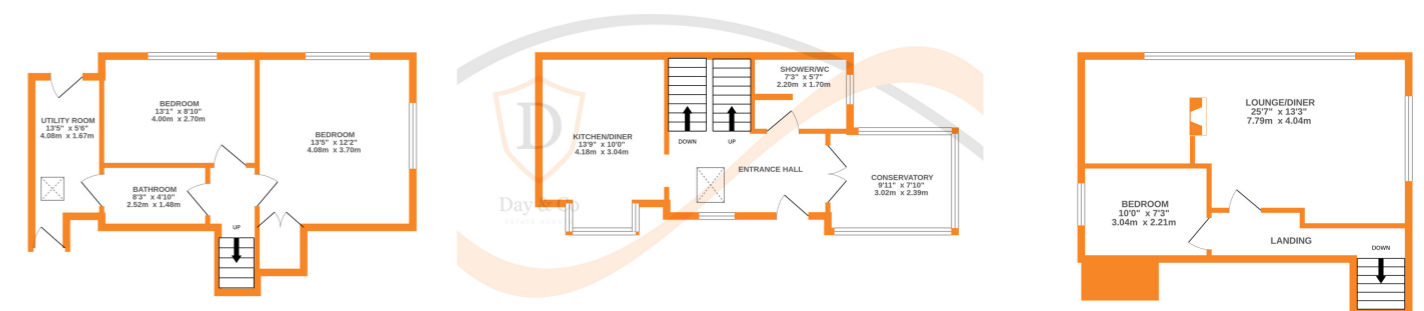 UTILITY ROOM
13'5" x 5'6"
4.08m x 1.67m
BEDROOM
13'1" x 8'10"
4.00m x 2.70m
BEDROOM
13'5" x 12'2"
4.08m x 3.70m
BATHROOM
8'3" x 4'10"
2.52m x 1.48m
UP
KITCHEN/DINER
13'9" x 10'0"
4.18m x 3.04m
DOWN
UP
SHOWER/WC
7'3" x 5'7"
2.20m x 1.70m
ENTRANCE HALL
CONSERVATORY
9'11" x 7'10"
3.02m x 2.39m
D
Day & Co
LOUNGE/DINER
25'7" x 13'3"
7.79m x 4.04m
BEDROOM
10'0" x 7'3"
3.04m x 2.21m
LANDING
DOWN